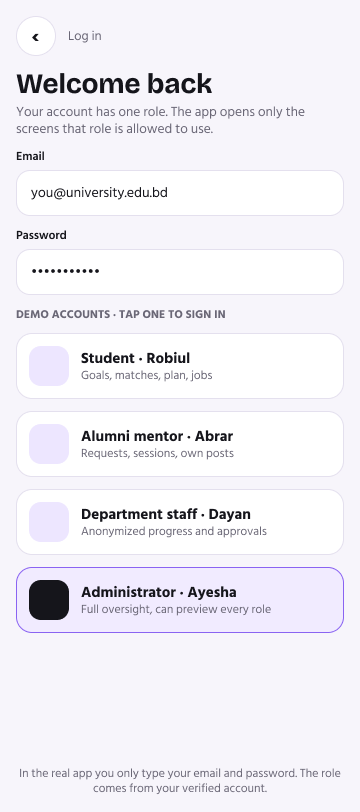 Log in
Welcome back
Your account has one role. The app opens only the
screens that role is allowed to use.
Email
you@university.edu.bd
Password
•••••••••••
DEMO ACCOUNTS · TAP ONE TO SIGN IN
Student · Robiul
Goals, matches, plan, jobs
Alumni mentor · Abrar
Requests, sessions, own posts
Department staff · Dayan
Anonymized progress and approvals
Administrator · Ayesha
Full oversight, can preview every role
In the real app you only type your email and password. The role
comes from your verified account.